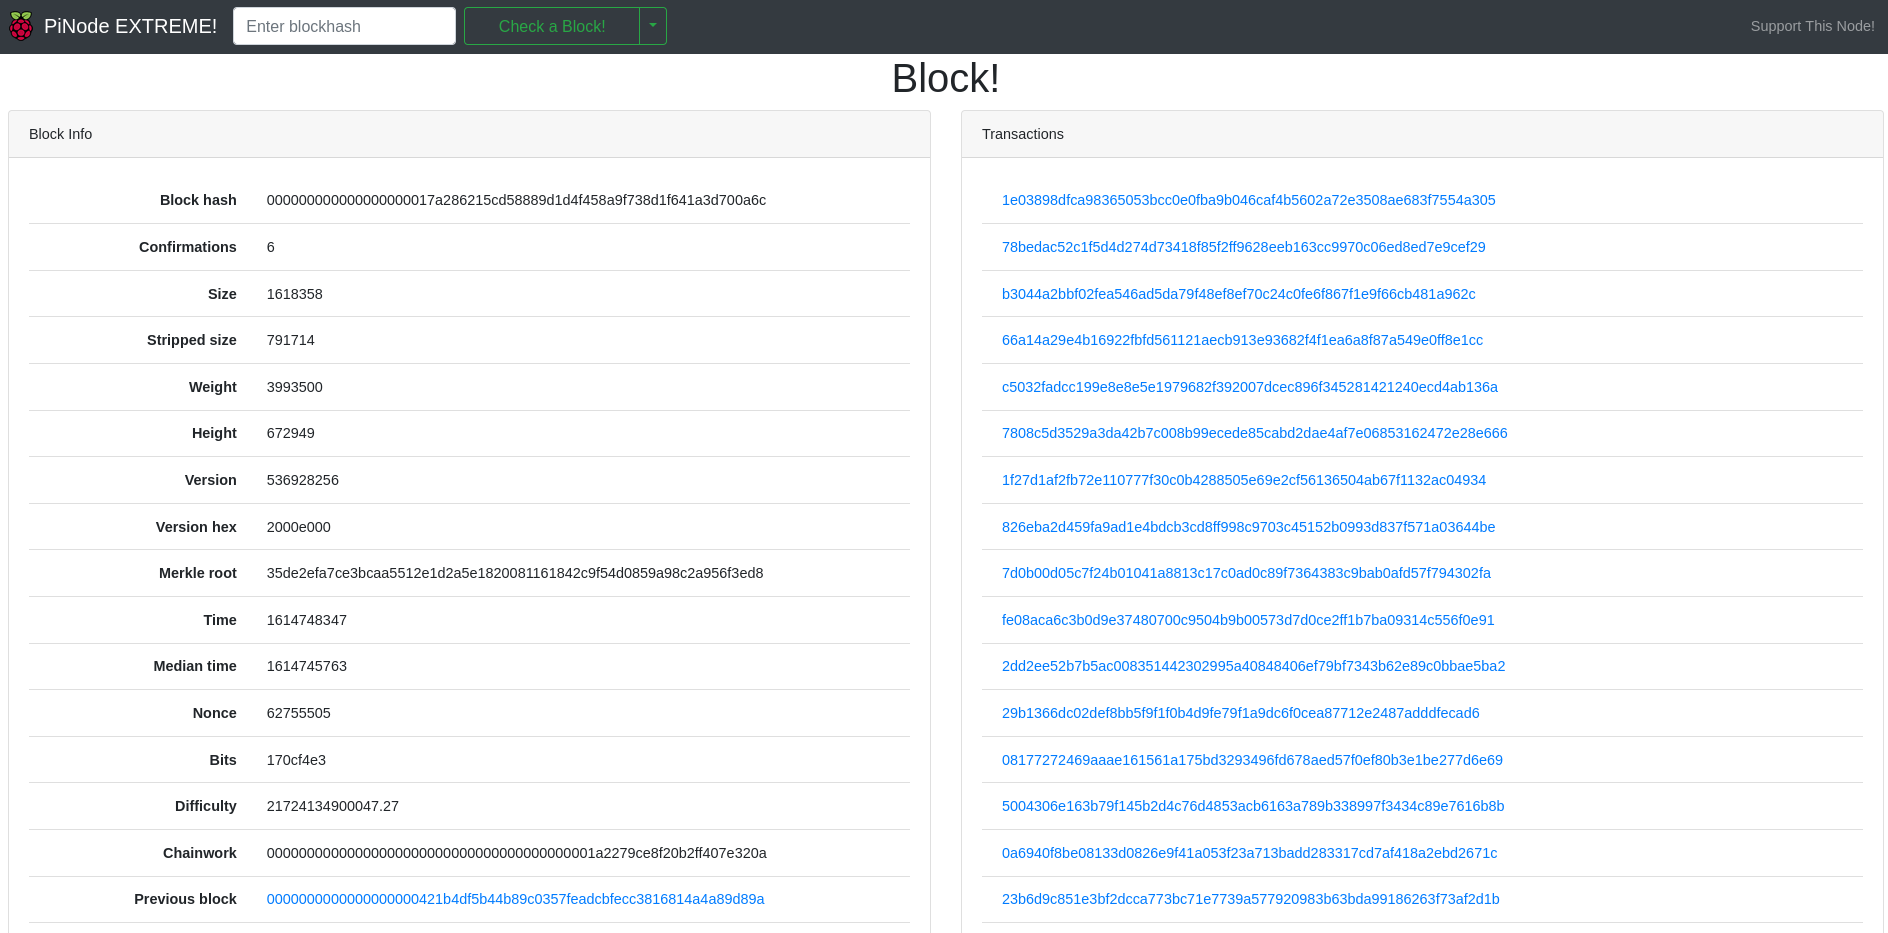 PiNode EXTREME!
Enter blockhash
Check a Block!
Support This Node!
Block!
Block Info
Block hash 000000000000000000017a286215cd58889d1d4f458a9f738d1f641a3d700a6c
Confirmations 6
Size 1618358
Stripped size 791714
Weight 3993500
Height 672949
Version 536928256
Version hex 2000e000
Merkle root 35de2efa7ce3bcaa5512e1d2a5e1820081161842c9f54d0859a98c2a956f3ed8
Time 1614748347
Median time 1614745763
Nonce 62755505
Bits 170cf4e3
Difficulty 21724134900047.27
Chainwork 00000000000000000000000000000000000000001a2279ce8f20b2ff407e320a
Previous block 0000000000000000000421b4df5b44b89c0357feadcbfecc3816814a4a89d89a
Transactions
1e03898dfca98365053bcc0e0fba9b046caf4b5602a72e3508ae683f7554a305
78bedac52c1f5d4d274d73418f85f2ff9628eeb163cc9970c06ed8ed7e9cef29
b3044a2bbf02fea546ad5da79f48ef8ef70c24c0fe6f867f1e9f66cb481a962c
66a14a29e4b16922fbfd561121aecb913e93682f4f1ea6a8f87a549e0ff8e1cc
c5032fadcc199e8e8e5e1979682f392007dcec896f345281421240ecd4ab136a
7808c5d3529a3da42b7c008b99ecede85cabd2dae4af7e06853162472e28e666
1f27d1af2fb72e110777f30c0b4288505e69e2cf56136504ab67f1132ac04934
826eba2d459fa9ad1e4bdcb3cd8ff998c9703c45152b0993d837f571a03644be
7d0b00d05c7f24b01041a8813c17c0ad0c89f7364383c9bab0afd57f794302fa
fe08aca6c3b0d9e37480700c9504b9b00573d7d0ce2ff1b7ba09314c556f0e91
2dd2ee52b7b5ac008351442302995a40848406ef79bf7343b62e89c0bbae5ba2
29b1366dc02def8bb5f9f1f0b4d9fe79f1a9dc6f0cea87712e2487adddfecad6
08177272469aaae161561a175bd3293496fd678aed57f0ef80b3e1be277d6e69
5004306e163b79f145b2d4c76d4853acb6163a789b338997f3434c89e7616b8b
0a6940f8be08133d0826e9f41a053f23a713badd283317cd7af418a2ebd2671c
23b6d9c851e3bf2dcca773bc71e7739a577920983b63bda99186263f73af2d1b